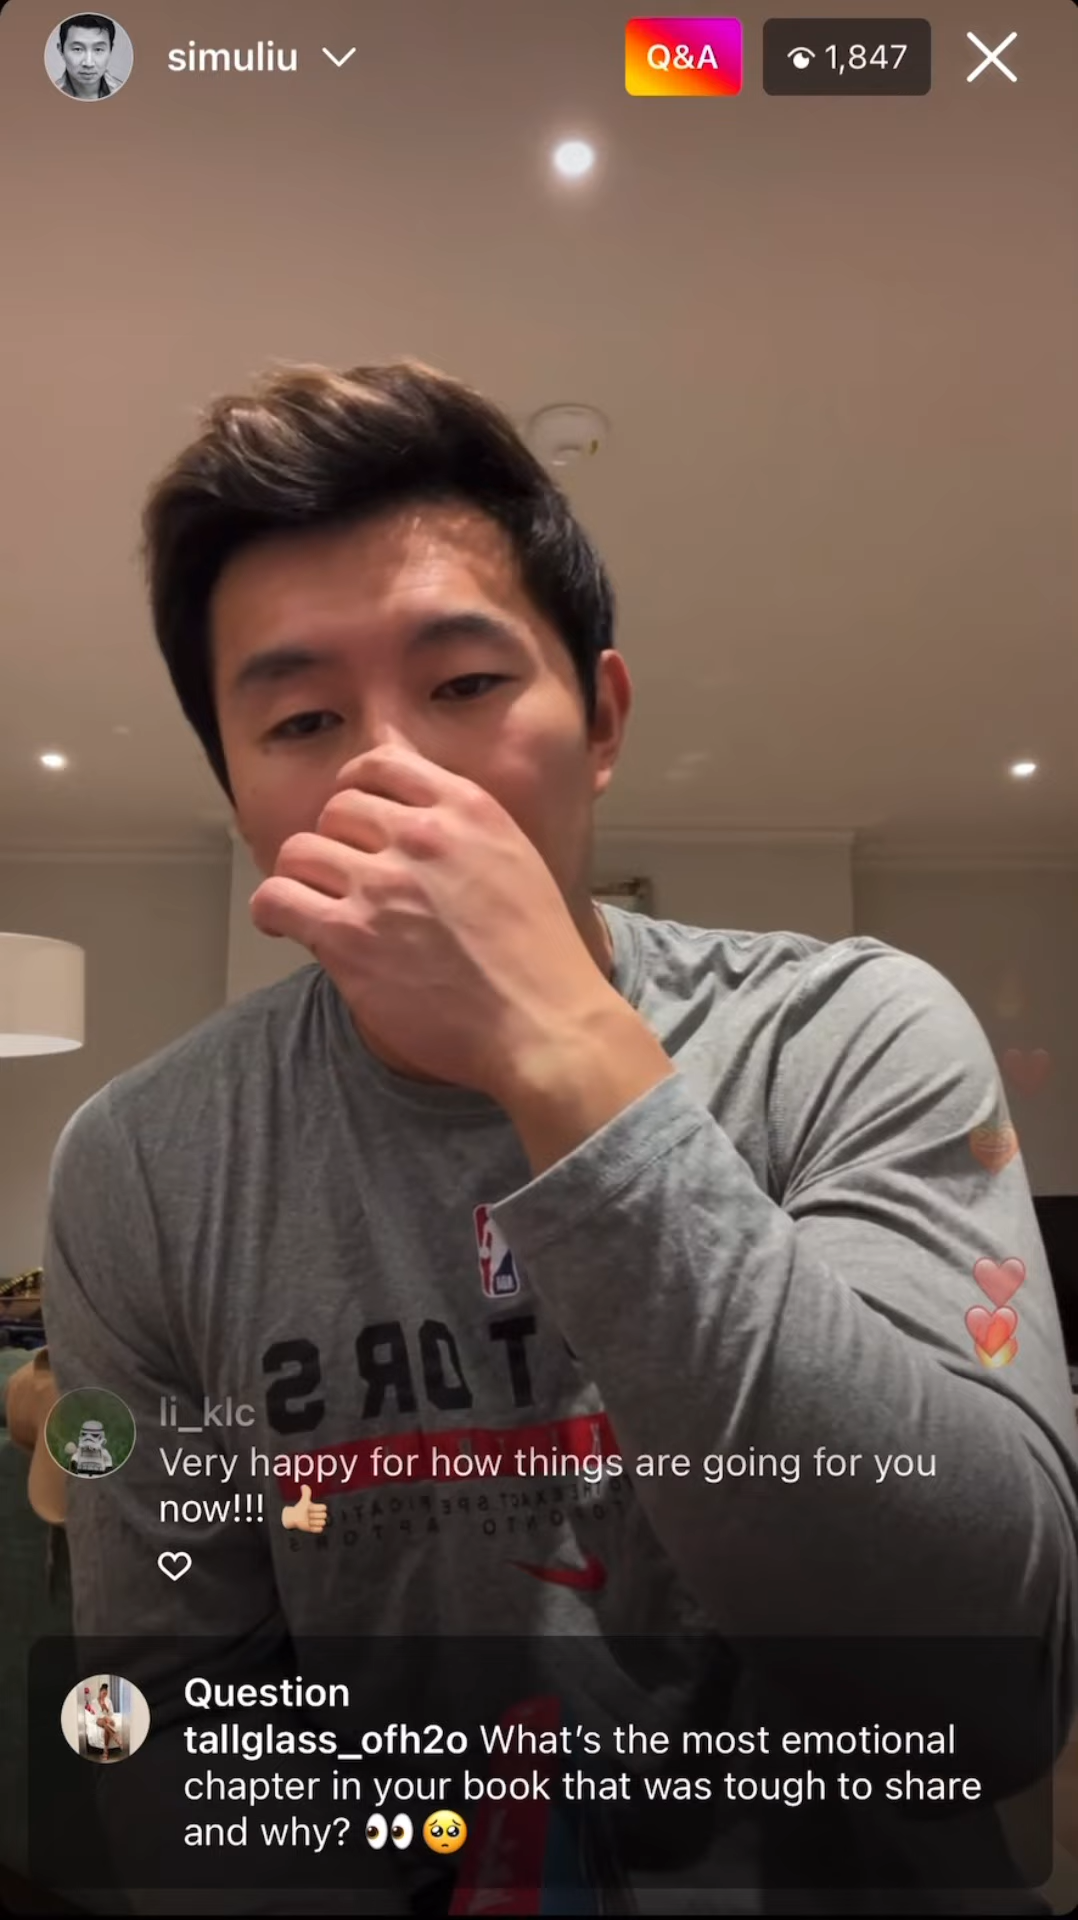 simuliu
Q&A
1,847
TORS
li_klc
Very happy for how things are going for you
now!!! 👍🏼
Question
tallglass_ofh2o What’s the most emotional
chapter in your book that was tough to share
and why? 👀🥺